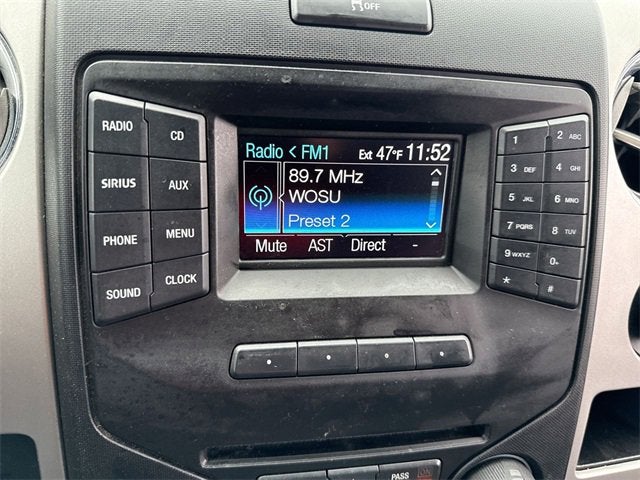 OFF
RADIO
CD
SIRIUS
AUX
PHONE
MENU
SOUND
CLOCK
Radio < FM1 Ext 47°F 11:52
89.7 MHz
WOSU
Preset 2
Mute AST Direct -
1
2 ABC
3 DEF
4 GHI
5 JKL
6 MNO
7 PQRS
8 TUV
9 WXYZ
0+
*
#
PASS